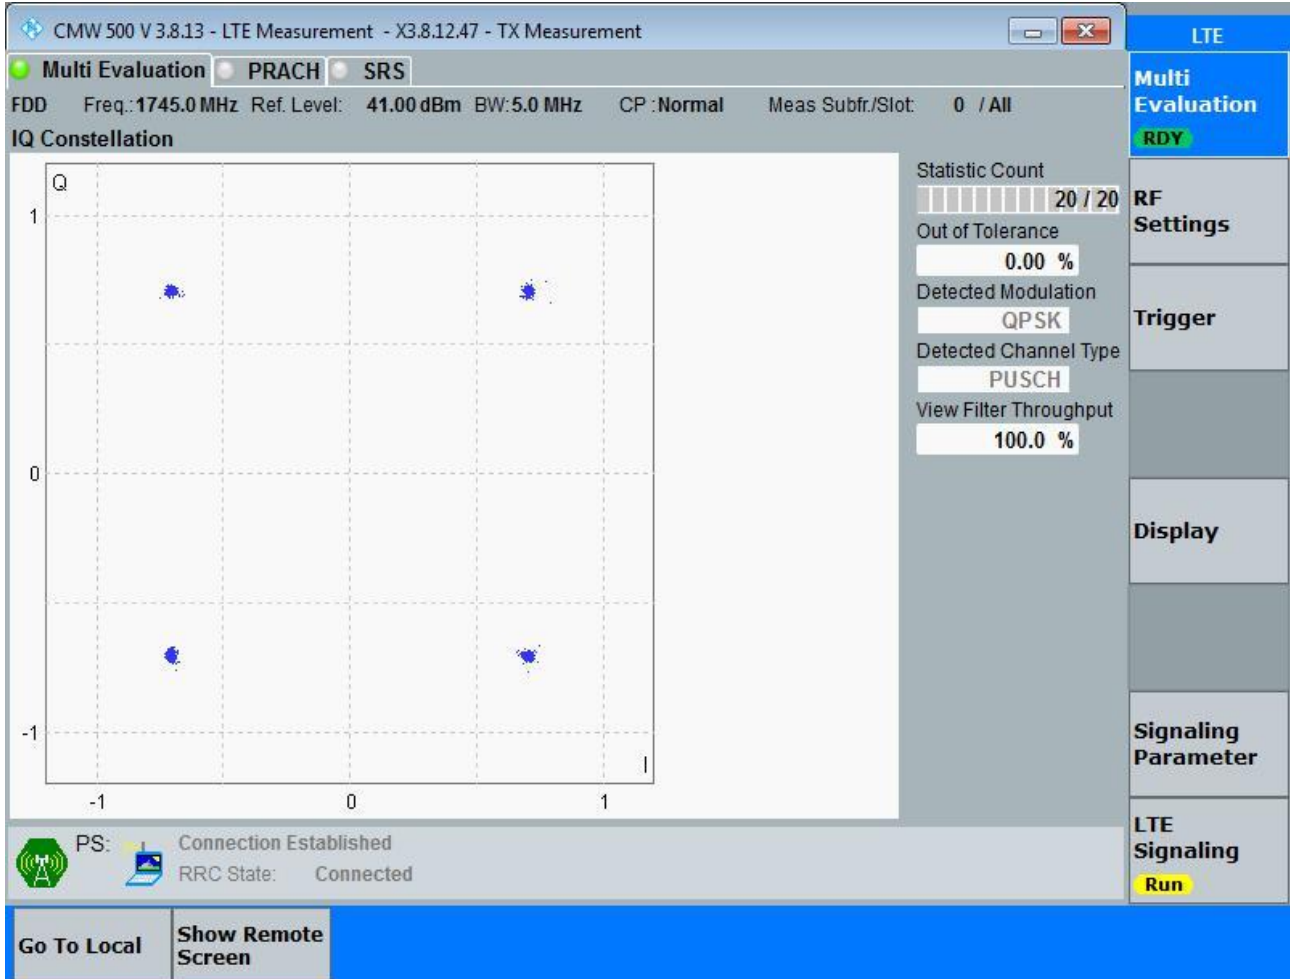 CMW 500 V 3.8.13 - LTE Measurement - X3.8.12.47 - TX Measurement
LTE
Multi Evaluation PRACH SRS
Multi
Evaluation
RDY
FDD Freq.:1745.0 MHz Ref. Level: 41.00 dBm BW:5.0 MHz CP :Normal Meas Subfr./Slot: 0 / All
IQ Constellation
Q
1
0
-1
I
-1 0 1
Statistic Count
20 / 20
Out of Tolerance
0.00 %
Detected Modulation
QPSK
Detected Channel Type
PUSCH
View Filter Throughput
100.0 %
RF
Settings
Trigger
Display
Signaling
Parameter
LTE
Signaling
Run
PS: Connection Established
RRC State: Connected
Go To Local
Show Remote
Screen